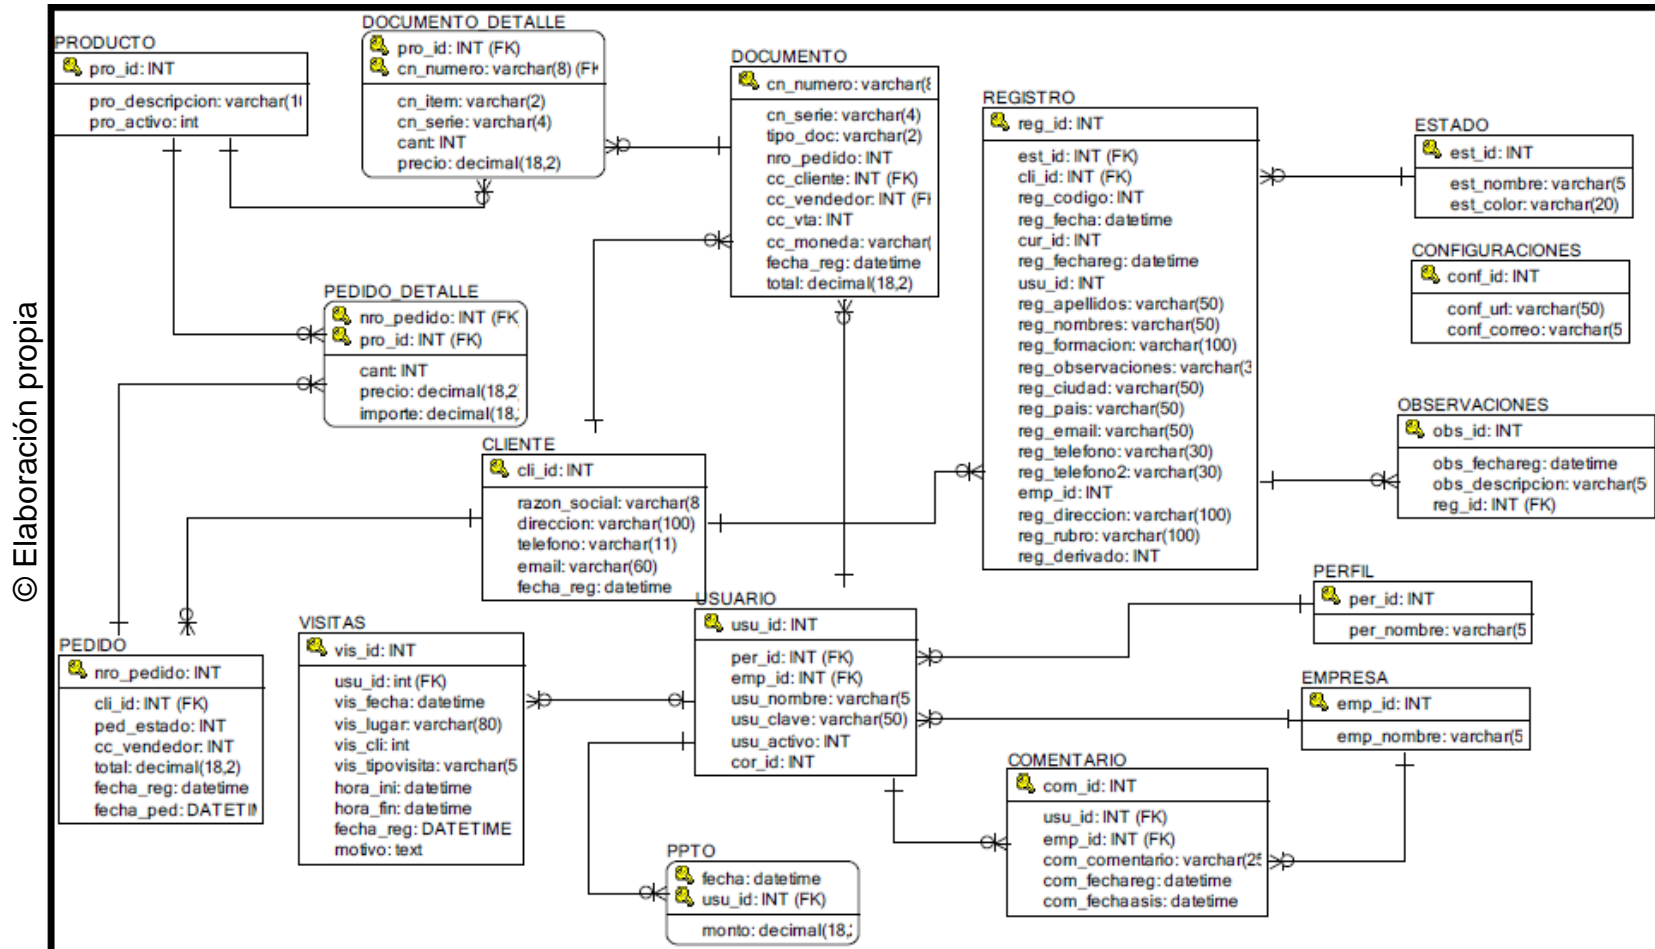 © Elaboración propia
PRODUCTO
pro_id: INT
pro_descripcion: varchar(10
pro_activo: int
DOCUMENTO_DETALLE
pro_id: INT (FK)
cn_numero: varchar(8) (FK
cn_item: varchar(2)
cn_serie: varchar(4)
cant: INT
precio: decimal(18,2)
DOCUMENTO
cn_numero: varchar(8
cn_serie: varchar(4)
tipo_doc: varchar(2)
nro_pedido: INT
cc_cliente: INT (FK)
cc_vendedor: INT (FK
cc_vta: INT
cc_moneda: varchar(
fecha_reg: datetime
total: decimal(18,2)
REGISTRO
reg_id: INT
est_id: INT (FK)
cli_id: INT (FK)
reg_codigo: INT
reg_fecha: datetime
cur_id: INT
reg_fechareg: datetime
usu_id: INT
reg_apellidos: varchar(50)
reg_nombres: varchar(50)
reg_formacion: varchar(100)
reg_observaciones: varchar(3
reg_ciudad: varchar(50)
reg_pais: varchar(50)
reg_email: varchar(50)
reg_telefono: varchar(30)
reg_telefono2: varchar(30)
emp_id: INT
reg_direccion: varchar(100)
reg_rubro: varchar(100)
reg_derivado: INT
ESTADO
est_id: INT
est_nombre: varchar(5
est_color: varchar(20)
CONFIGURACIONES
conf_id: INT
conf_url: varchar(50)
conf_correo: varchar(5
OBSERVACIONES
obs_id: INT
obs_fechareg: datetime
obs_descripcion: varchar(5
reg_id: INT (FK)
PEDIDO_DETALLE
nro_pedido: INT (FK
pro_id: INT (FK)
cant: INT
precio: decimal(18,2
importe: decimal(18,
CLIENTE
cli_id: INT
razon_social: varchar(8
direccion: varchar(100)
telefono: varchar(11)
email: varchar(60)
fecha_reg: datetime
PEDIDO
nro_pedido: INT
cli_id: INT (FK)
ped_estado: INT
cc_vendedor: INT
total: decimal(18,2)
fecha_reg: datetime
fecha_ped: DATETIM
VISITAS
vis_id: INT
usu_id: int (FK)
vis_fecha: datetime
vis_lugar: varchar(80)
vis_cli: int
vis_tipovisita: varchar(5
hora_ini: datetime
hora_fin: datetime
fecha_reg: DATETIME
motivo: text
USUARIO
usu_id: INT
per_id: INT (FK)
emp_id: INT (FK)
usu_nombre: varchar(5
usu_clave: varchar(50)
usu_activo: INT
cor_id: INT
PERFIL
per_id: INT
per_nombre: varchar(5
EMPRESA
emp_id: INT
emp_nombre: varchar(5
COMENTARIO
com_id: INT
usu_id: INT (FK)
emp_id: INT (FK)
com_comentario: varchar(25
com_fechareg: datetime
com_fechaasis: datetime
PPTO
fecha: datetime
usu_id: INT (FK)
monto: decimal(18,